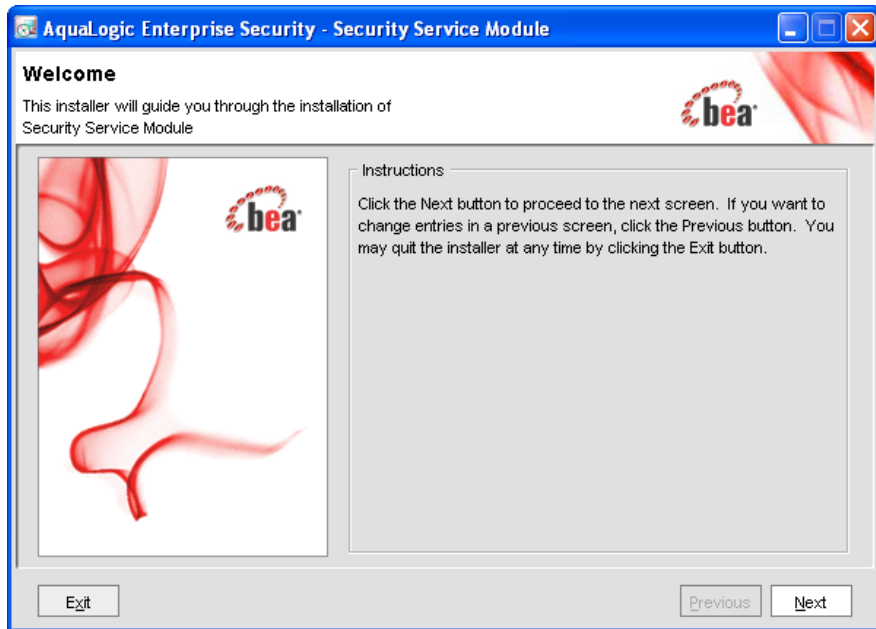 AquaLogic Enterprise Security - Security Service Module
Welcome
This installer will guide you through the installation of
Security Service Module
bea
bea
Instructions
Click the Next button to proceed to the next screen.  If you want to
change entries in a previous screen, click the Previous button.  You
may quit the installer at any time by clicking the Exit button.
Exit
Previous
Next